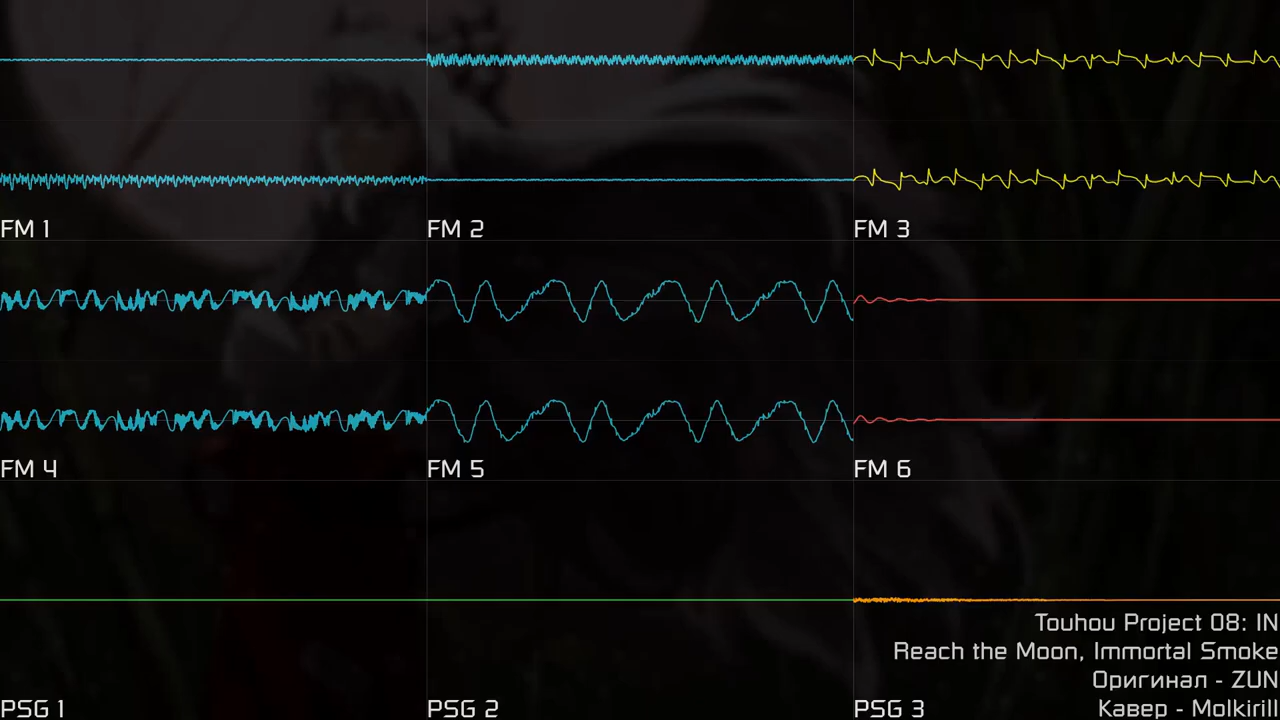 FM 1
FM 2
FM 3
FM 4
FM 5
FM 6
PSG 1
PSG 2
PSG 3
Touhou Project 08: IN
Reach the Moon, Immortal Smoke
Оригинал - ZUN
Кавер - Molkirill